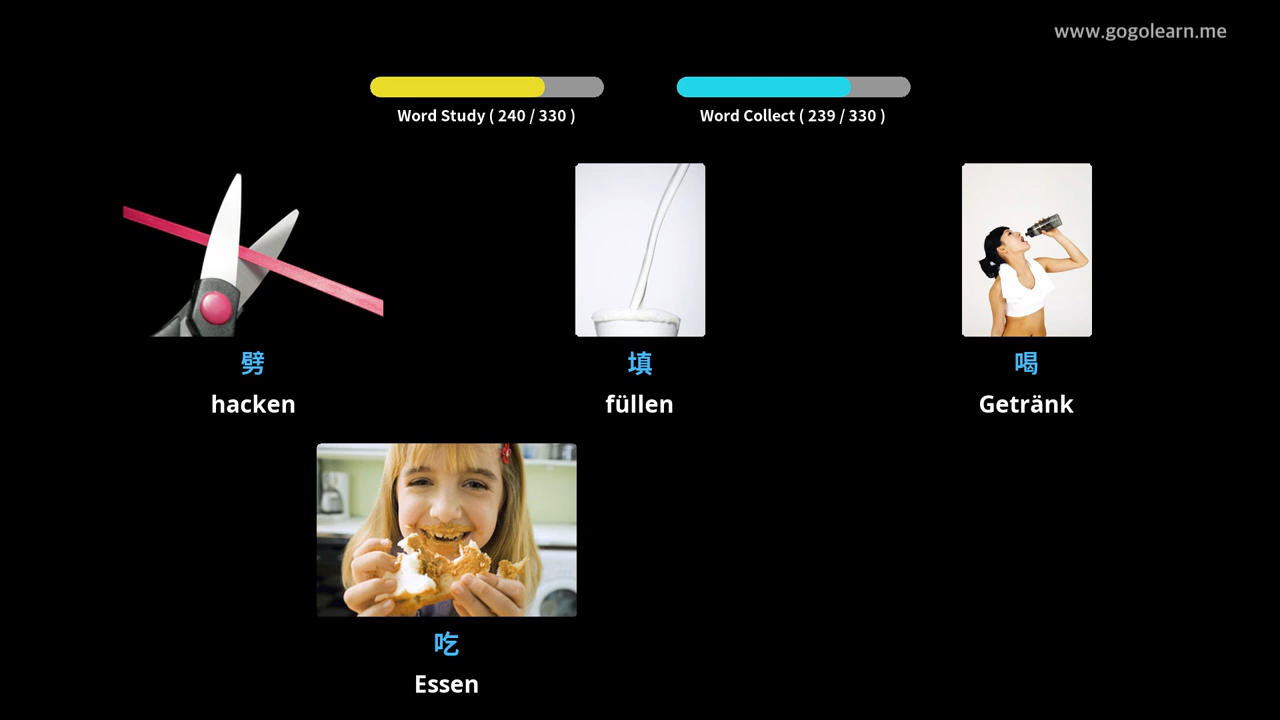 www.gogolearn.me
Word Study ( 240 / 330 )
Word Collect ( 239 / 330 )
劈
hacken
填
füllen
喝
Getränk
吃
Essen